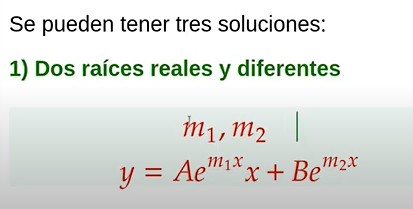 Se pueden tener tres soluciones:
1) Dos raíces reales y diferentes
m₁, m₂
y = Ae^{m₁x}x + Be^{m₂x}